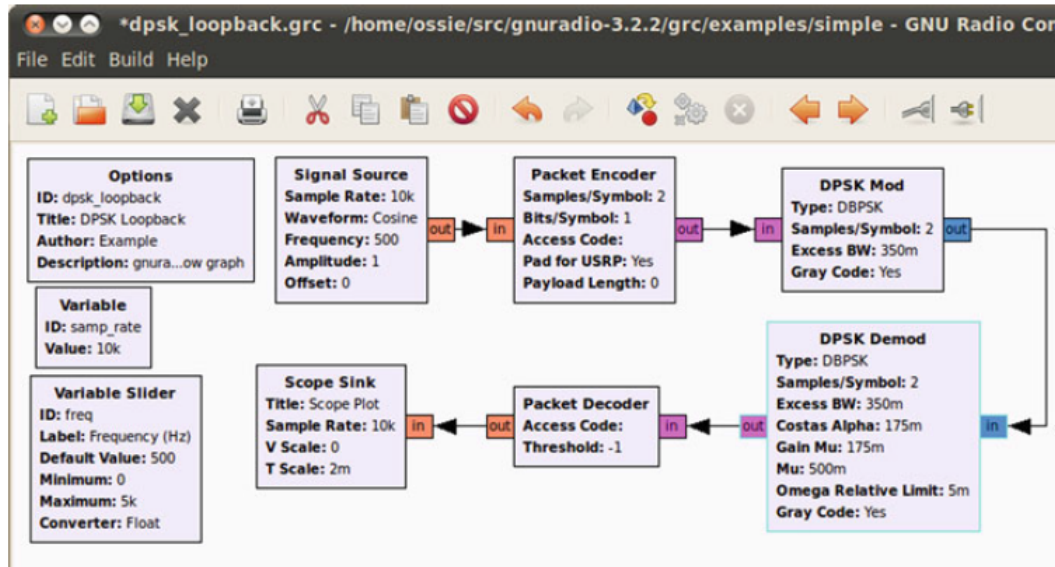 *dpsk_loopback.grc - /home/ossie/src/gnuradio-3.2.2/grc/examples/simple - GNU Radio Con
File Edit Build Help
Options
ID: dpsk_loopback
Title: DPSK Loopback
Author: Example
Description: gnura...ow graph
Variable
ID: samp_rate
Value: 10k
Variable Slider
ID: freq
Label: Frequency (Hz)
Default Value: 500
Minimum: 0
Maximum: 5k
Converter: Float
Signal Source
Sample Rate: 10k
Waveform: Cosine
Frequency: 500
Amplitude: 1
Offset: 0
out
in
Packet Encoder
Samples/Symbol: 2
Bits/Symbol: 1
Access Code:
Pad for USRP: Yes
Payload Length: 0
out
in
DPSK Mod
Type: DBPSK
Samples/Symbol: 2
Excess BW: 350m
Gray Code: Yes
out
DPSK Demod
Type: DBPSK
Samples/Symbol: 2
Excess BW: 350m
Costas Alpha: 175m
Gain Mu: 175m
Mu: 500m
Omega Relative Limit: 5m
Gray Code: Yes
in
out
Packet Decoder
Access Code:
Threshold: -1
in
out
Scope Sink
Title: Scope Plot
Sample Rate: 10k
V Scale: 0
T Scale: 2m
in